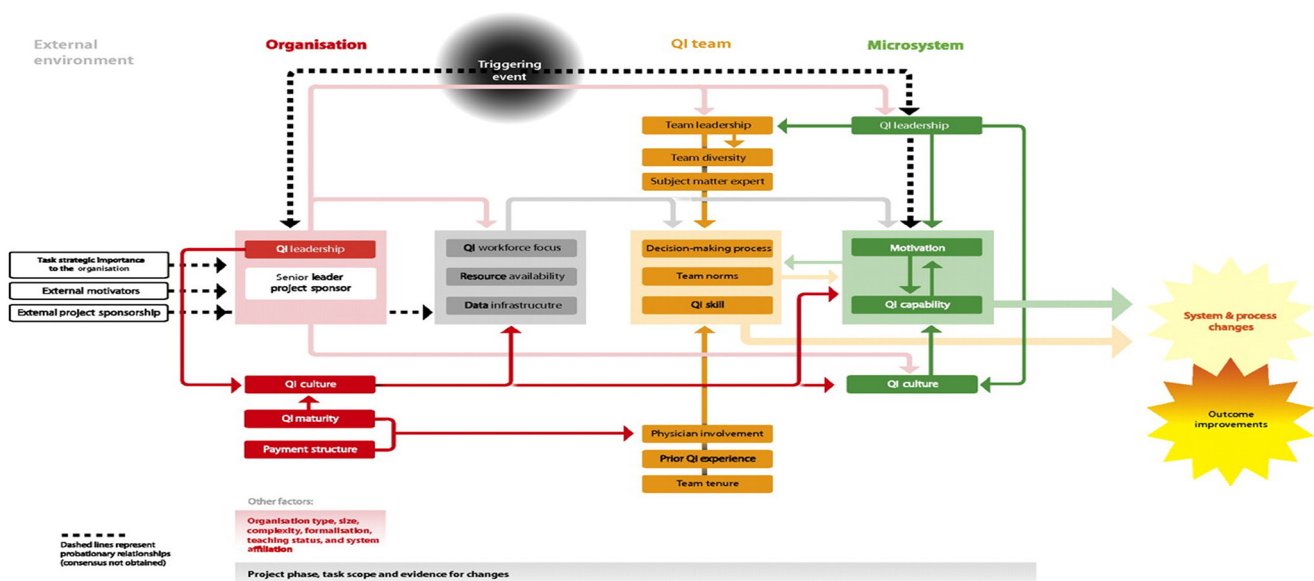 External
environment
Organisation
QI team
Microsystem
Triggering
event
Team leadership
QI leadership
Team diversity
Subject matter expert
QI leadership
Senior leader
project sponsor
QI workforce focus
Resource availability
Data infrastrucutre
Decision-making process
Team norms
QI skill
Motivation
QI capability
Task strategic importance
to the organisation
External motivators
External project sponsorship
System & process
changes
QI culture
QI culture
QI maturity
Payment structure
Physician involvement
Prior QI experience
Team tenure
Outcome
improvements
Other factors:
Organisation type, size,
complexity, formalisation,
teaching status, and system
affiliation
Dashed lines represent
probationary relationships
(consensus not obtained)
Project phase, task scope and evidence for changes